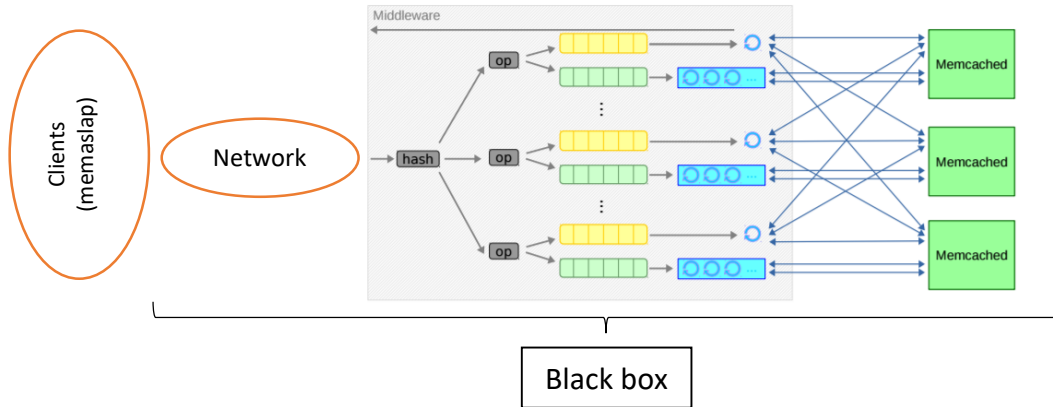 Clients
(memaslap)
Network
Middleware
hash
op
...
op
...
op
...
...
...
Memcached
Memcached
Memcached
Black box